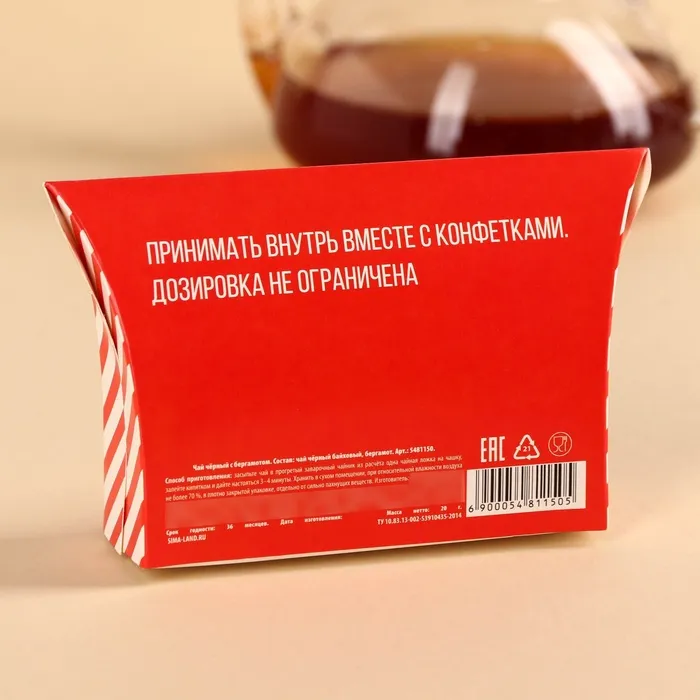 ПРИНИМАТЬ ВНУТРЬ ВМЕСТЕ С КОНФЕТКАМИ.
ДОЗИРОВКА НЕ ОГРАНИЧЕНА
Чай чёрный с бергамотом. Состав: чай чёрный байховый, бергамот. Арт.: 5481150.
Способ приготовления: засыпьте чай в прогретый заварочный чайник из расчёта одна чайная ложка на чашку,
залейте кипятком и дайте настояться 3–4 минуты. Хранить в сухом помещении, при относительной влажности воздуха
не более 70 %, в плотно закрытой упаковке, отдельно от сильно пахнущих веществ. Изготовитель:
Срок годности: 36 месяцев. Дата изготовления: Масса нетто: 20 г.
SIMA-LAND.RU ТУ 10.83.13-002-53910435-2014
EAC
21
6 900054 811505